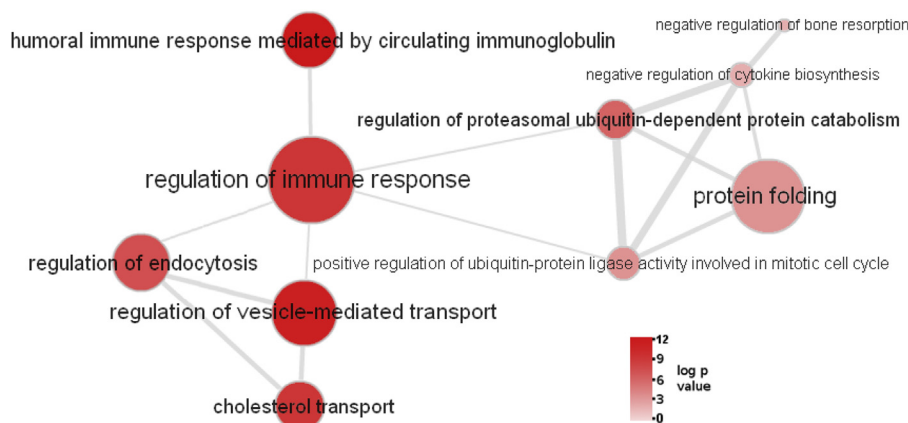 negative regulation of bone resorption
humoral immune response mediated by circulating immunoglobulin
negative regulation of cytokine biosynthesis
regulation of proteasomal ubiquitin-dependent protein catabolism
regulation of immune response
protein folding
regulation of endocytosis
positive regulation of ubiquitin-protein ligase activity involved in mitotic cell cycle
regulation of vesicle-mediated transport
cholesterol transport
12
9
6
3
0
log p
value